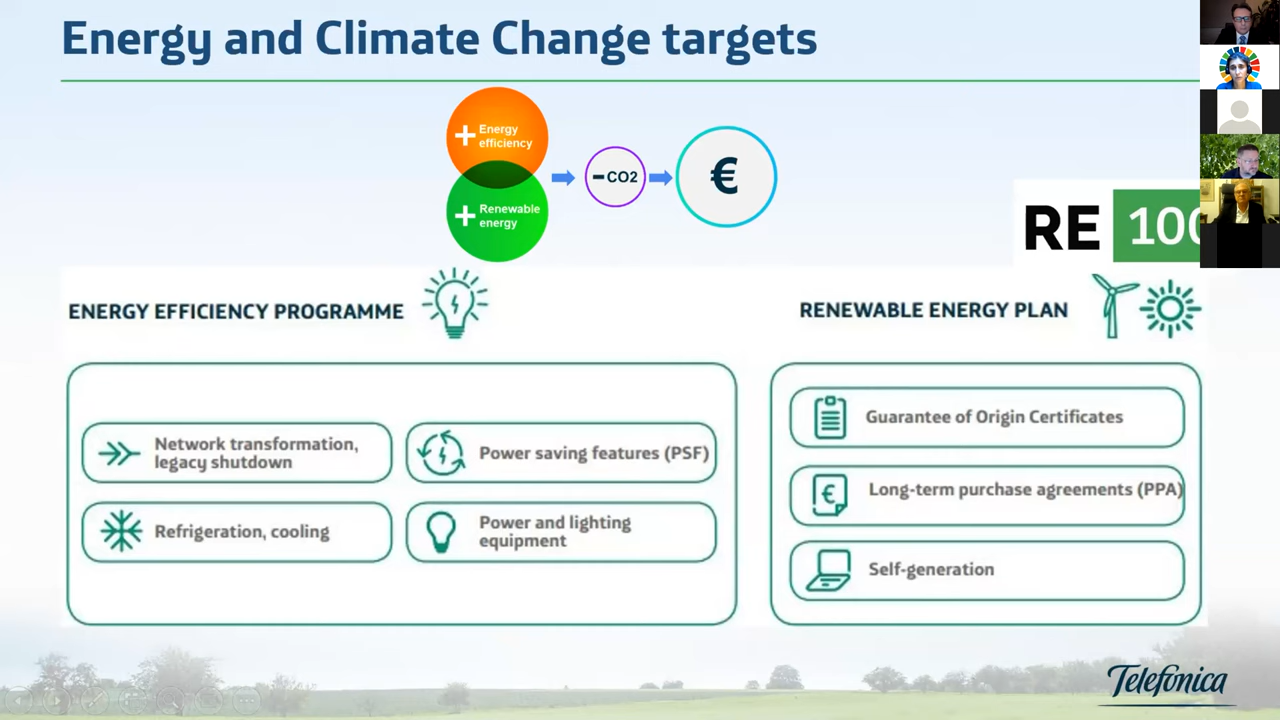 Energy and Climate Change targets
+ Energy
efficiency
+ Renewable
energy
-CO2
€
RE 100
ENERGY EFFICIENCY PROGRAMME
RENEWABLE ENERGY PLAN
Network transformation,
legacy shutdown
Power saving features (PSF)
Refrigeration, cooling
Power and lighting
equipment
Guarantee of Origin Certificates
€
Long-term purchase agreements (PPA)
Self-generation
Telefónica